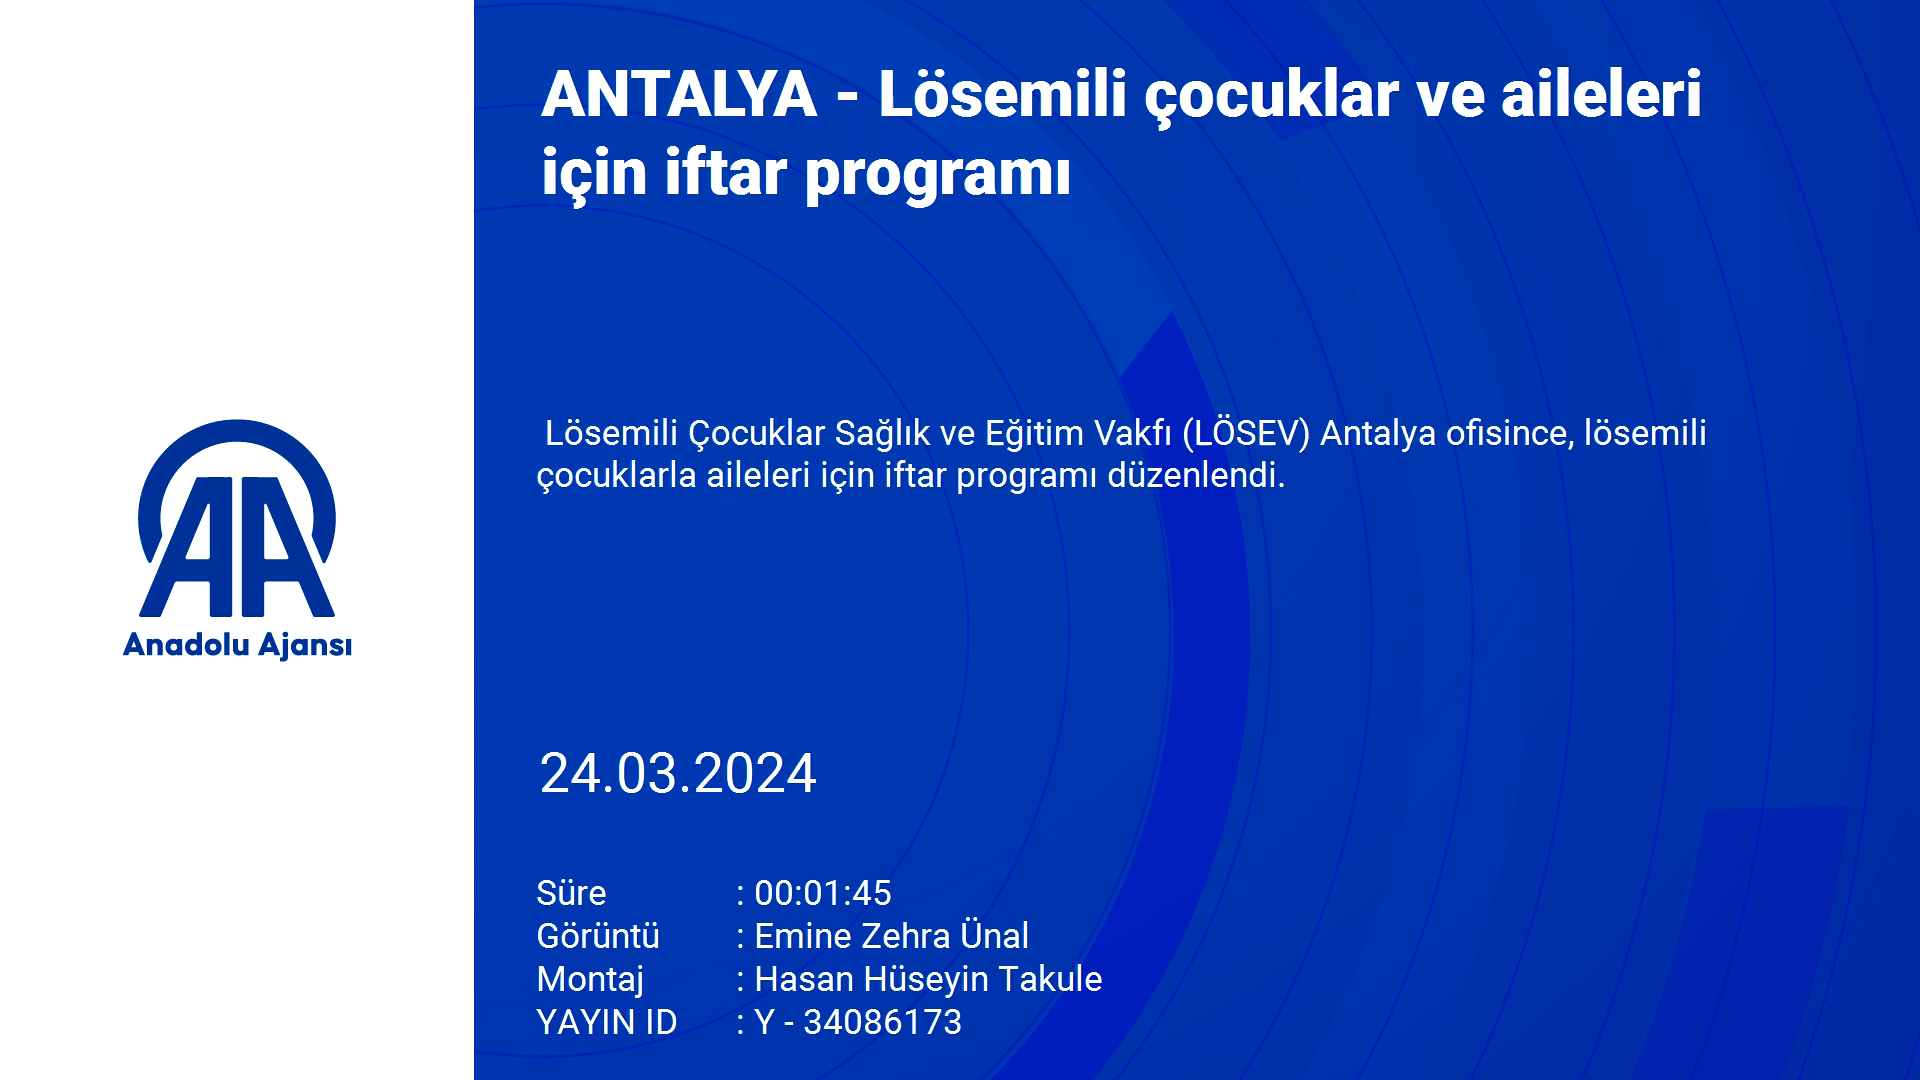 ANTALYA - Lösemili çocuklar ve aileleri
için iftar programı
Lösemili Çocuklar Sağlık ve Eğitim Vakfı (LÖSEV) Antalya ofisince, lösemili
çocuklarla aileleri için iftar programı düzenlendi.
AA
Anadolu Ajansı
24.03.2024
Süre : 00:01:45
Görüntü : Emine Zehra Ünal
Montaj : Hasan Hüseyin Takule
YAYIN ID : Y - 34086173